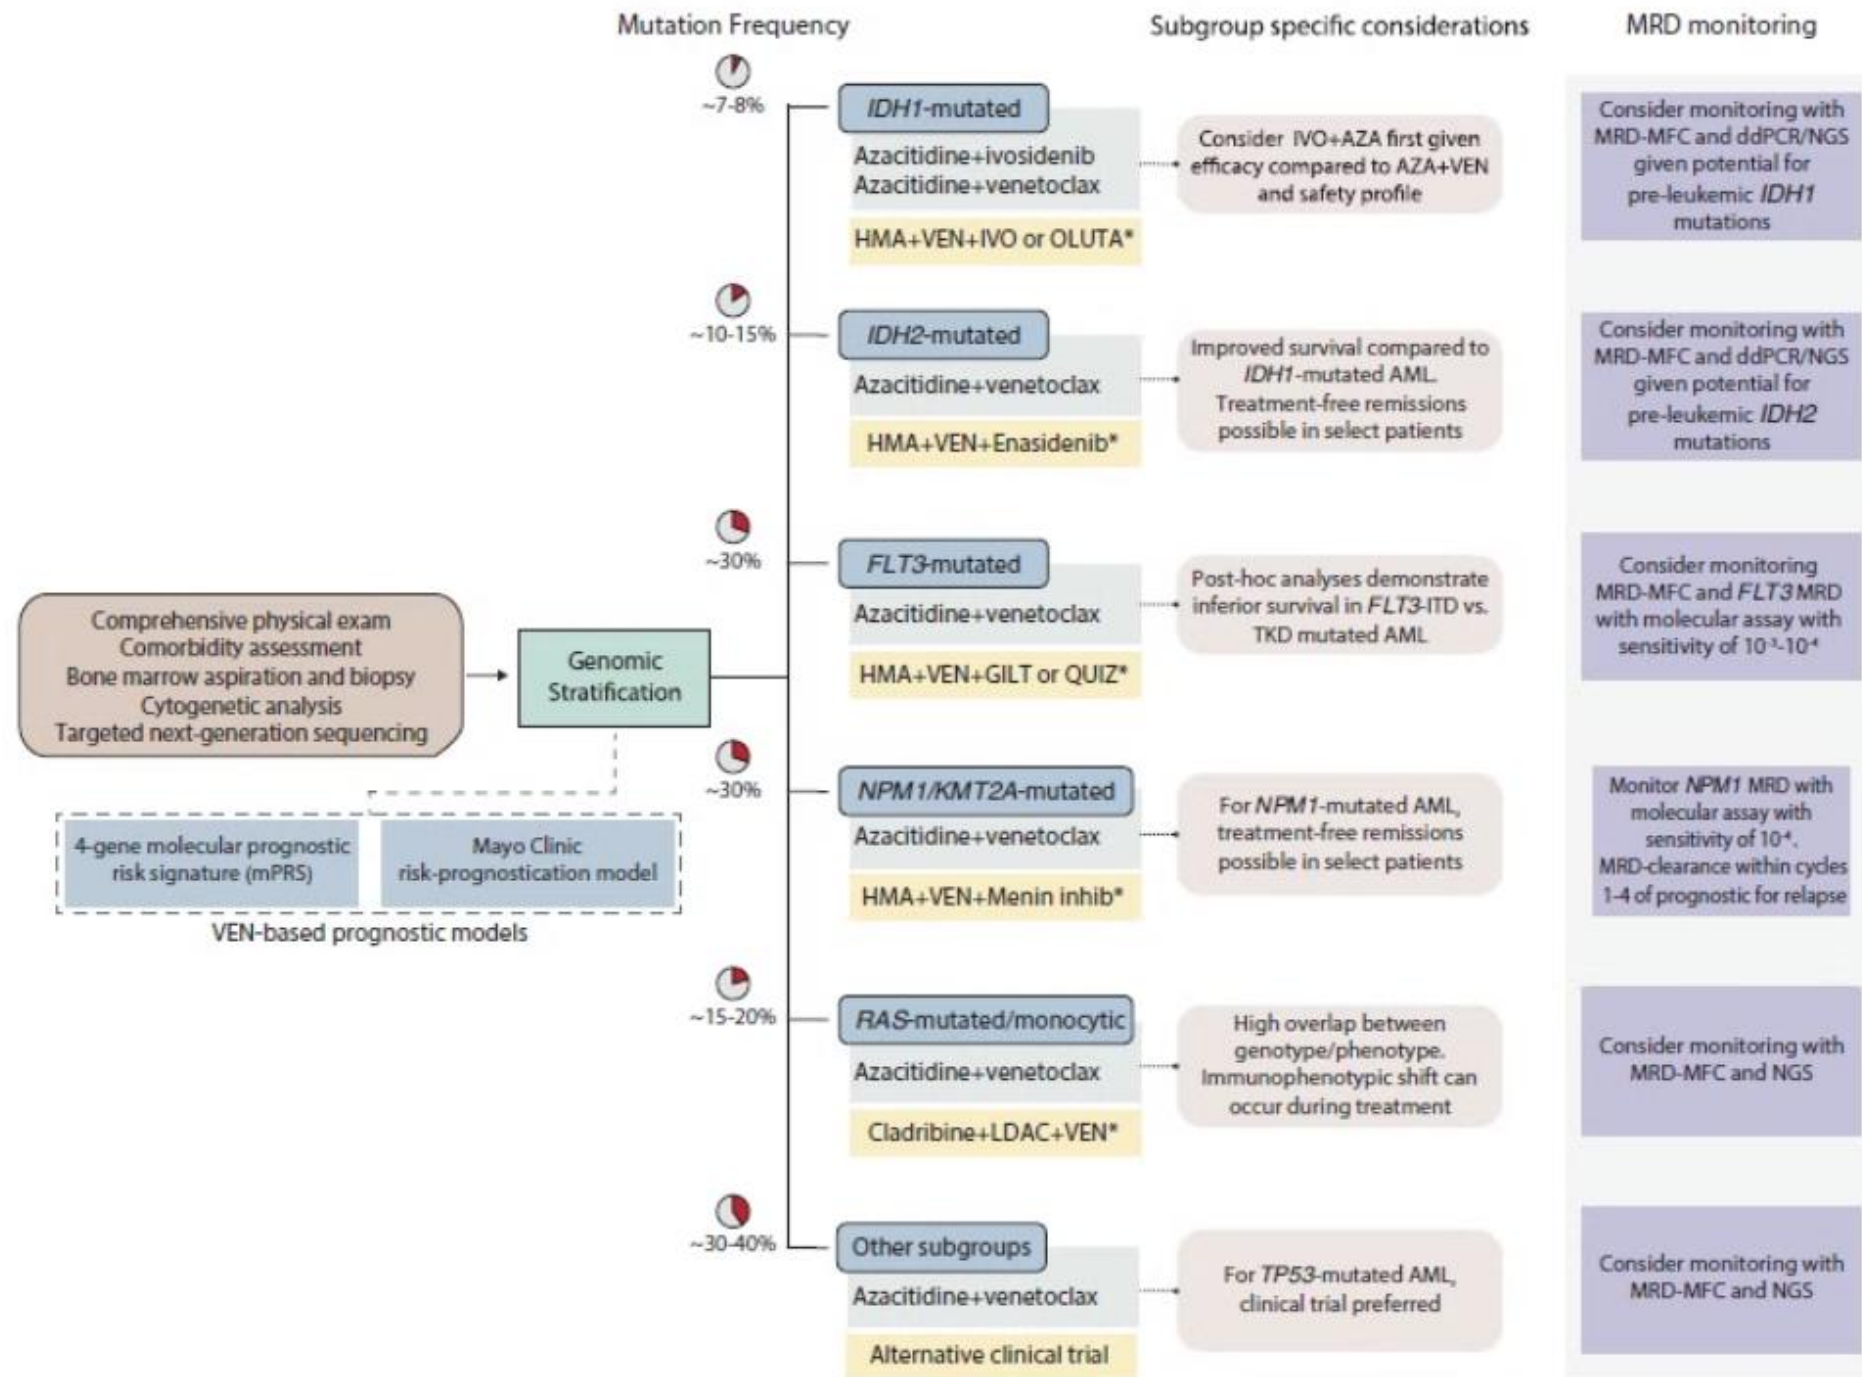 Mutation Frequency
Subgroup specific considerations
MRD monitoring
~7-8%
IDH1-mutated
Azacitidine+ivosidenib
Azacitidine+venetoclax
HMA+VEN+IVO or OLUTA*
Consider IVO+AZA first given
efficacy compared to AZA+VEN
and safety profile
Consider monitoring with
MRD-MFC and ddPCR/NGS
given potential for
pre-leukemic IDH1
mutations
~10-15%
IDH2-mutated
Azacitidine+venetoclax
HMA+VEN+Enasidenib*
Improved survival compared to
IDH1-mutated AML.
Treatment-free remissions
possible in select patients
Consider monitoring with
MRD-MFC and ddPCR/NGS
given potential for
pre-leukemic IDH2
mutations
~30%
FLT3-mutated
Azacitidine+venetoclax
HMA+VEN+GILT or QUIZ*
Post-hoc analyses demonstrate
inferior survival in FLT3-ITD vs.
TKD mutated AML
Consider monitoring
MRD-MFC and FLT3 MRD
with molecular assay with
sensitivity of 10⁻³-10⁻⁴
Comprehensive physical exam
Comorbidity assessment
Bone marrow aspiration and biopsy
Cytogenetic analysis
Targeted next-generation sequencing
Genomic
Stratification
4-gene molecular prognostic
risk signature (mPRS)
Mayo Clinic
risk-prognostication model
VEN-based prognostic models
~30%
NPM1/KMT2A-mutated
Azacitidine+venetoclax
HMA+VEN+Menin inhib*
For NPM1-mutated AML,
treatment-free remissions
possible in select patients
Monitor NPM1 MRD with
molecular assay with
sensitivity of 10⁻⁴.
MRD-clearance within cycles
1-4 of prognostic for relapse
~15-20%
RAS-mutated/monocytic
Azacitidine+venetoclax
Cladribine+LDAC+VEN*
High overlap between
genotype/phenotype.
Immunophenotypic shift can
occur during treatment
Consider monitoring with
MRD-MFC and NGS
~30-40%
Other subgroups
Azacitidine+venetoclax
Alternative clinical trial
For TP53-mutated AML,
clinical trial preferred
Consider monitoring with
MRD-MFC and NGS